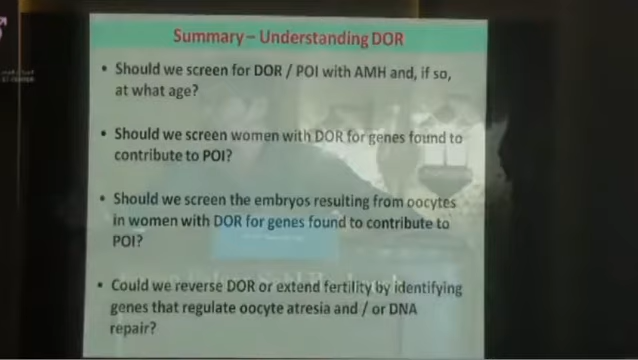 Summary – Understanding DOR
• Should we screen for DOR / POI with AMH and, if so,
at what age?
• Should we screen women with DOR for genes found to
contribute to POI?
• Should we screen the embryos resulting from oocytes
in women with DOR for genes found to contribute to
POI?
• Could we reverse DOR or extend fertility by identifying
genes that regulate oocyte atresia and / or DNA
repair?